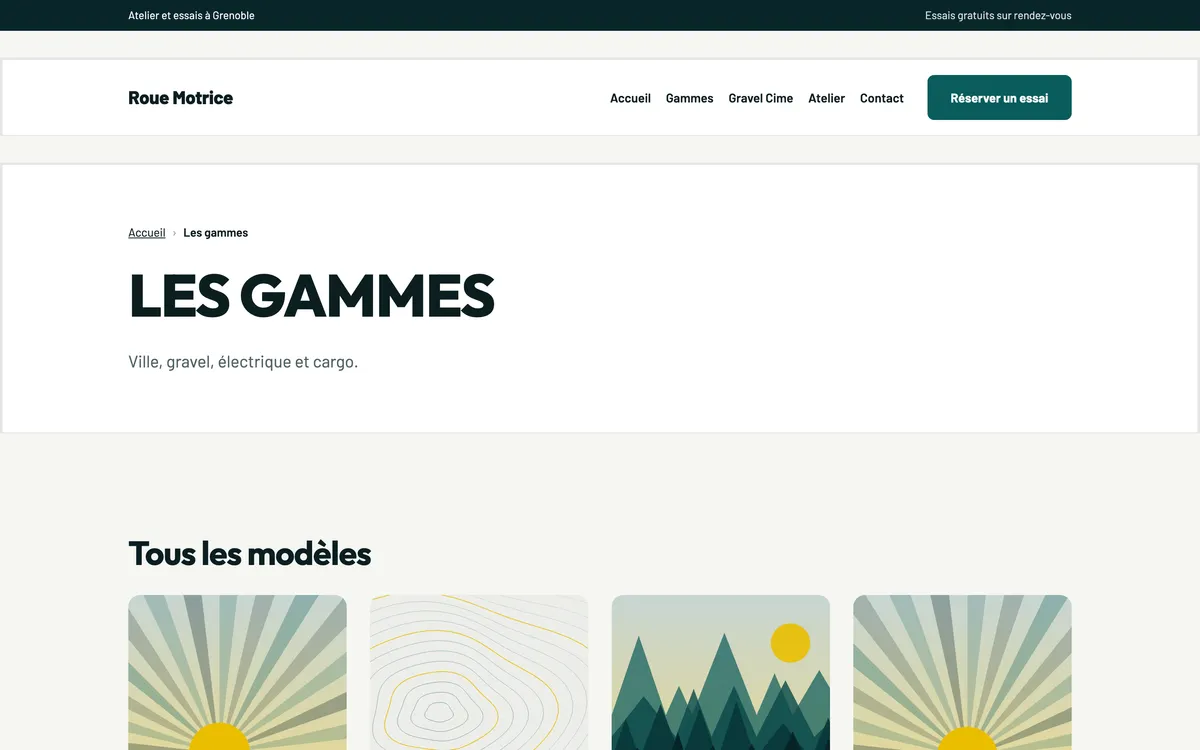 Atelier et essais à Grenoble
Essais gratuits sur rendez-vous
Roue Motrice
Accueil
Gammes
Gravel Cime
Atelier
Contact
Réserver un essai
Accueil › Les gammes
LES GAMMES
Ville, gravel, électrique et cargo.
Tous les modèles